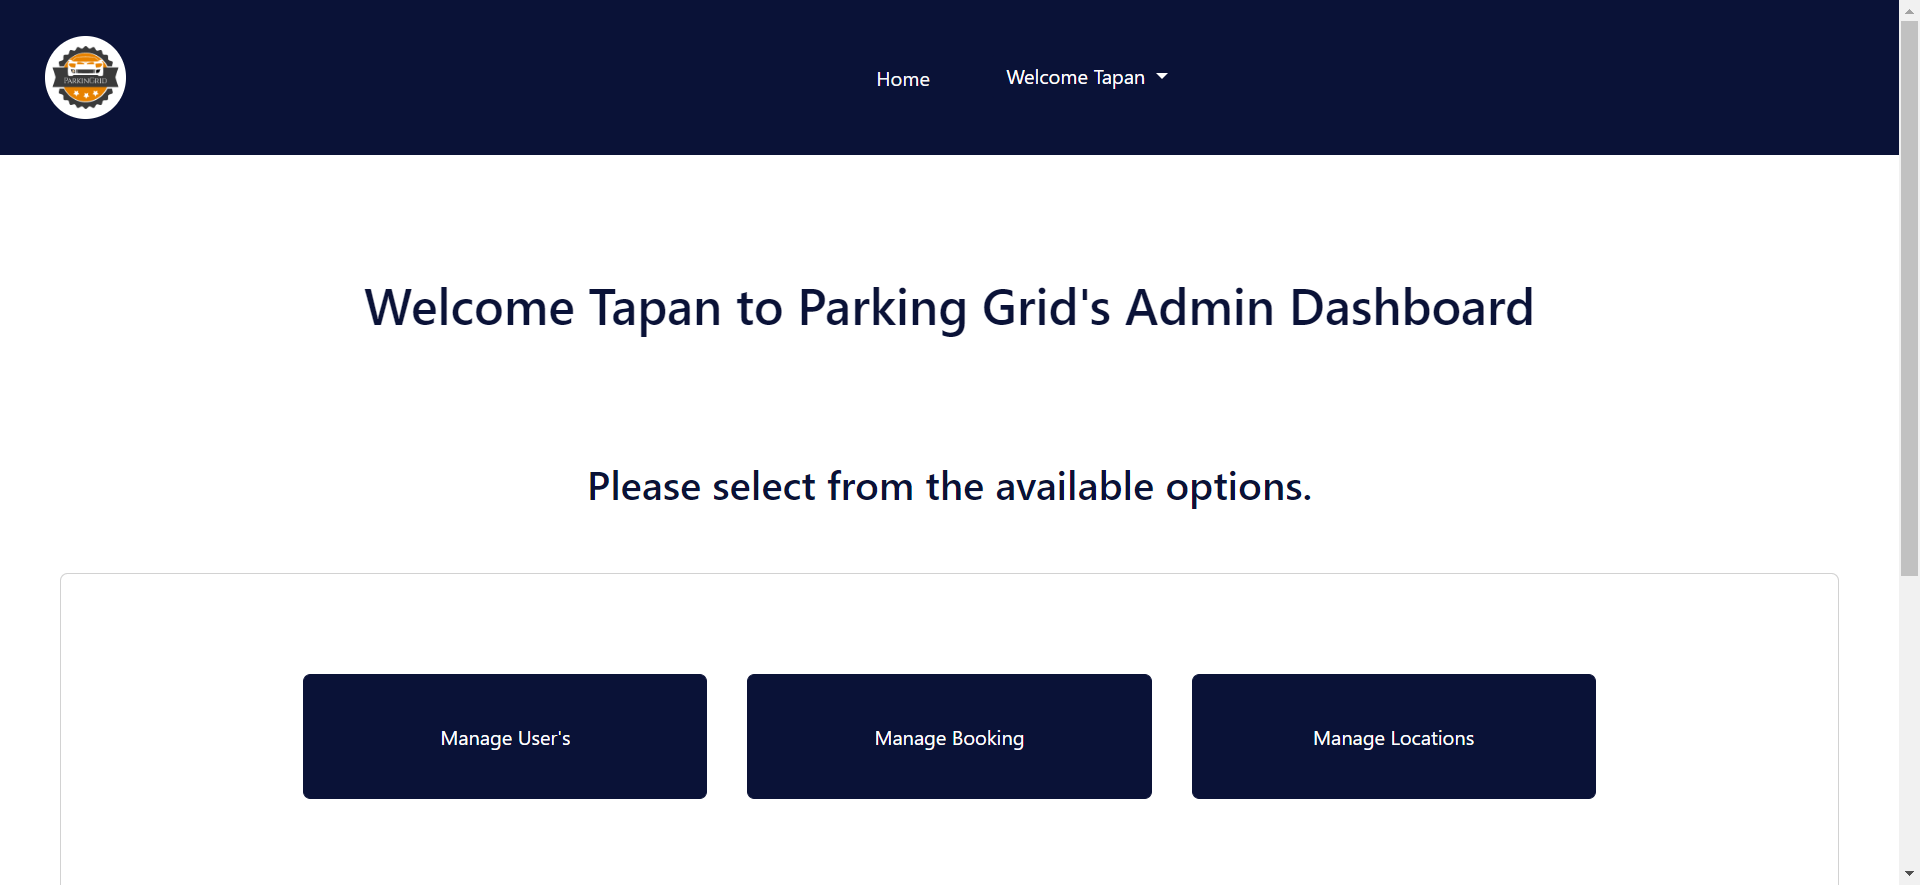 PARKINGRID
Home
Welcome Tapan
Welcome Tapan to Parking Grid's Admin Dashboard
Please select from the available options.
Manage User's
Manage Booking
Manage Locations